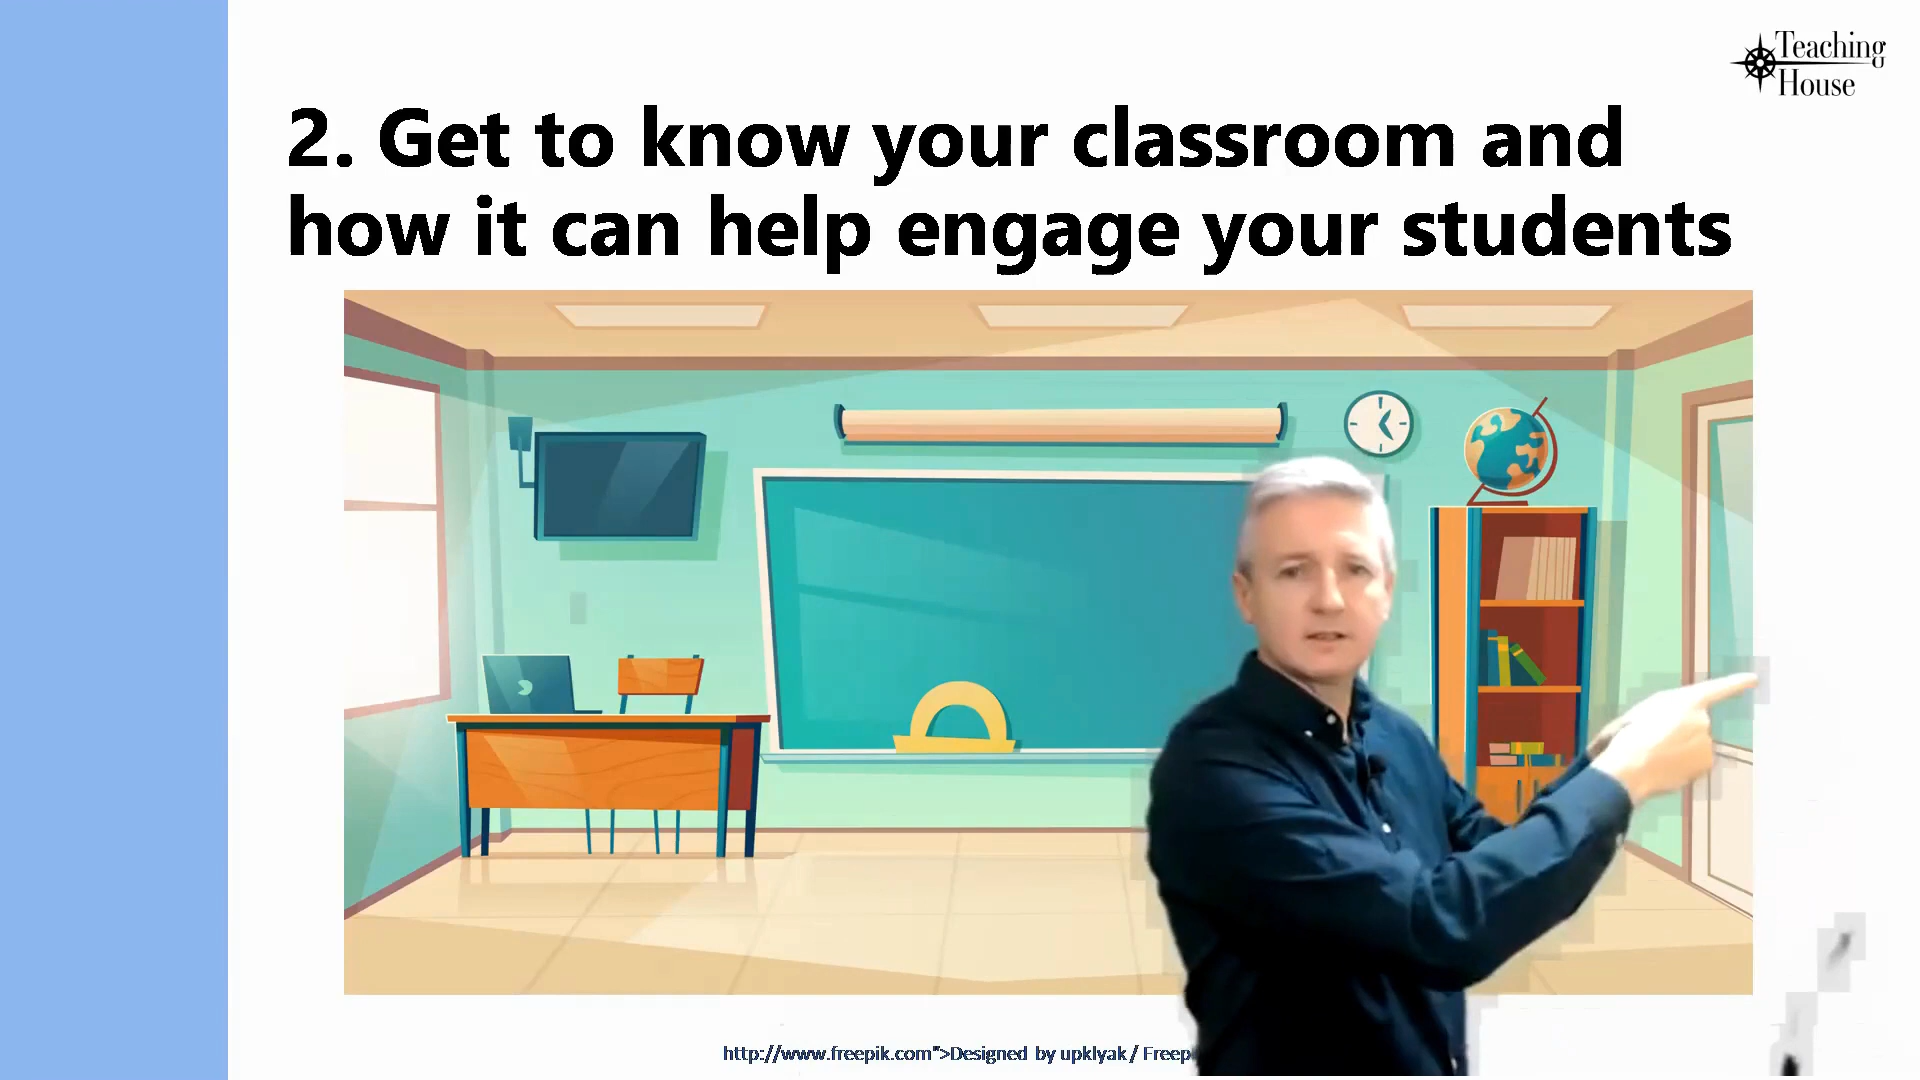 Teaching
House
2. Get to know your classroom and
how it can help engage your students
http://www.freepik.com">Designed by upklyak / Freep